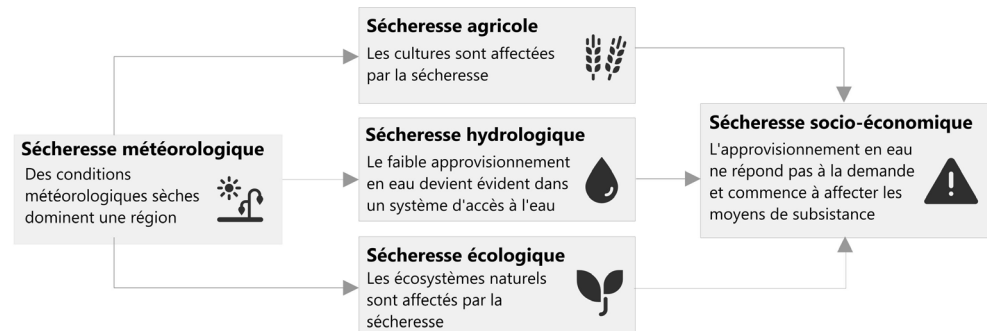 Sécheresse météorologique
Des conditions
météorologiques sèches
dominent une région
Sécheresse agricole
Les cultures sont affectées
par la sécheresse
Sécheresse hydrologique
Le faible approvisionnement
en eau devient évident dans
un système d'accès à l'eau
Sécheresse écologique
Les écosystèmes naturels
sont affectés par la
sécheresse
Sécheresse socio-économique
L'approvisionnement en eau
ne répond pas à la demande
et commence à affecter les
moyens de subsistance